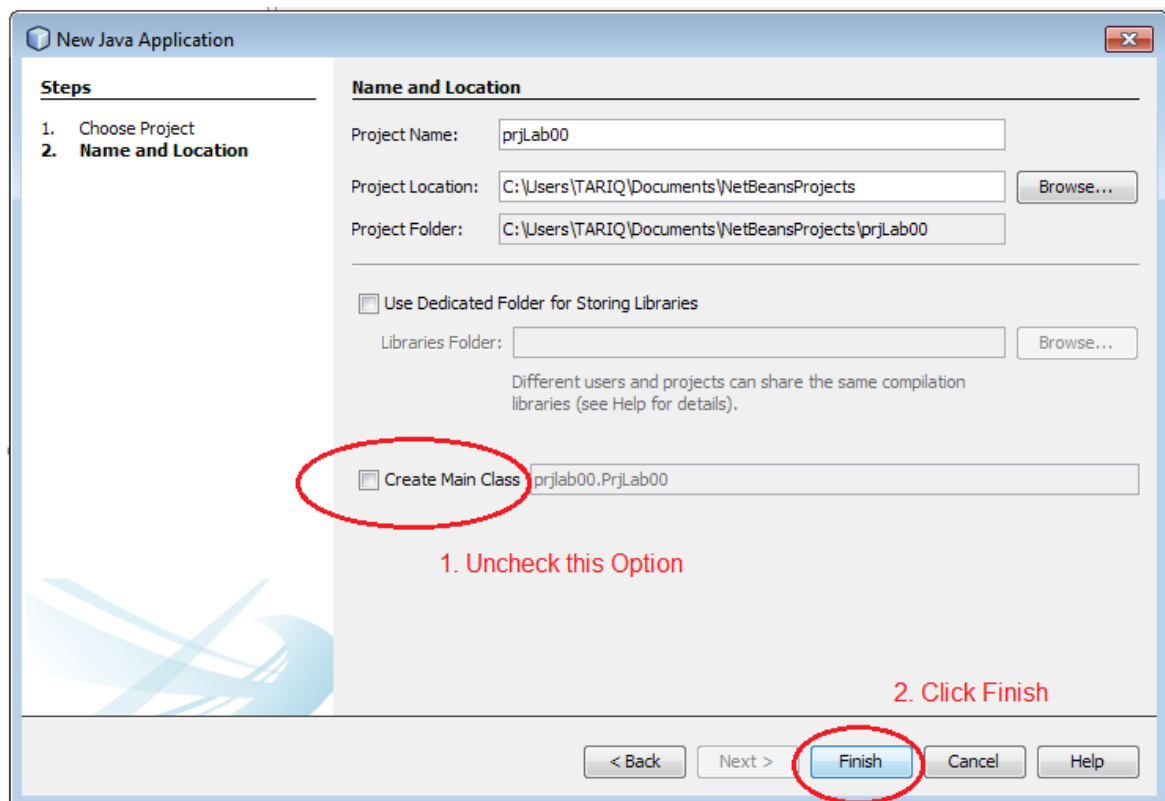 New Java Application
Steps
1. Choose Project
2. Name and Location
Name and Location
Project Name: prjLab00
Project Location: C:\Users\TARIQ\Documents\NetBeansProjects Browse...
Project Folder: C:\Users\TARIQ\Documents\NetBeansProjects\prjLab00
Use Dedicated Folder for Storing Libraries
Libraries Folder: Browse...
Different users and projects can share the same compilation
libraries (see Help for details).
Create Main Class prjlab00.PrjLab00
1. Uncheck this Option
2. Click Finish
< Back Next > Finish Cancel Help